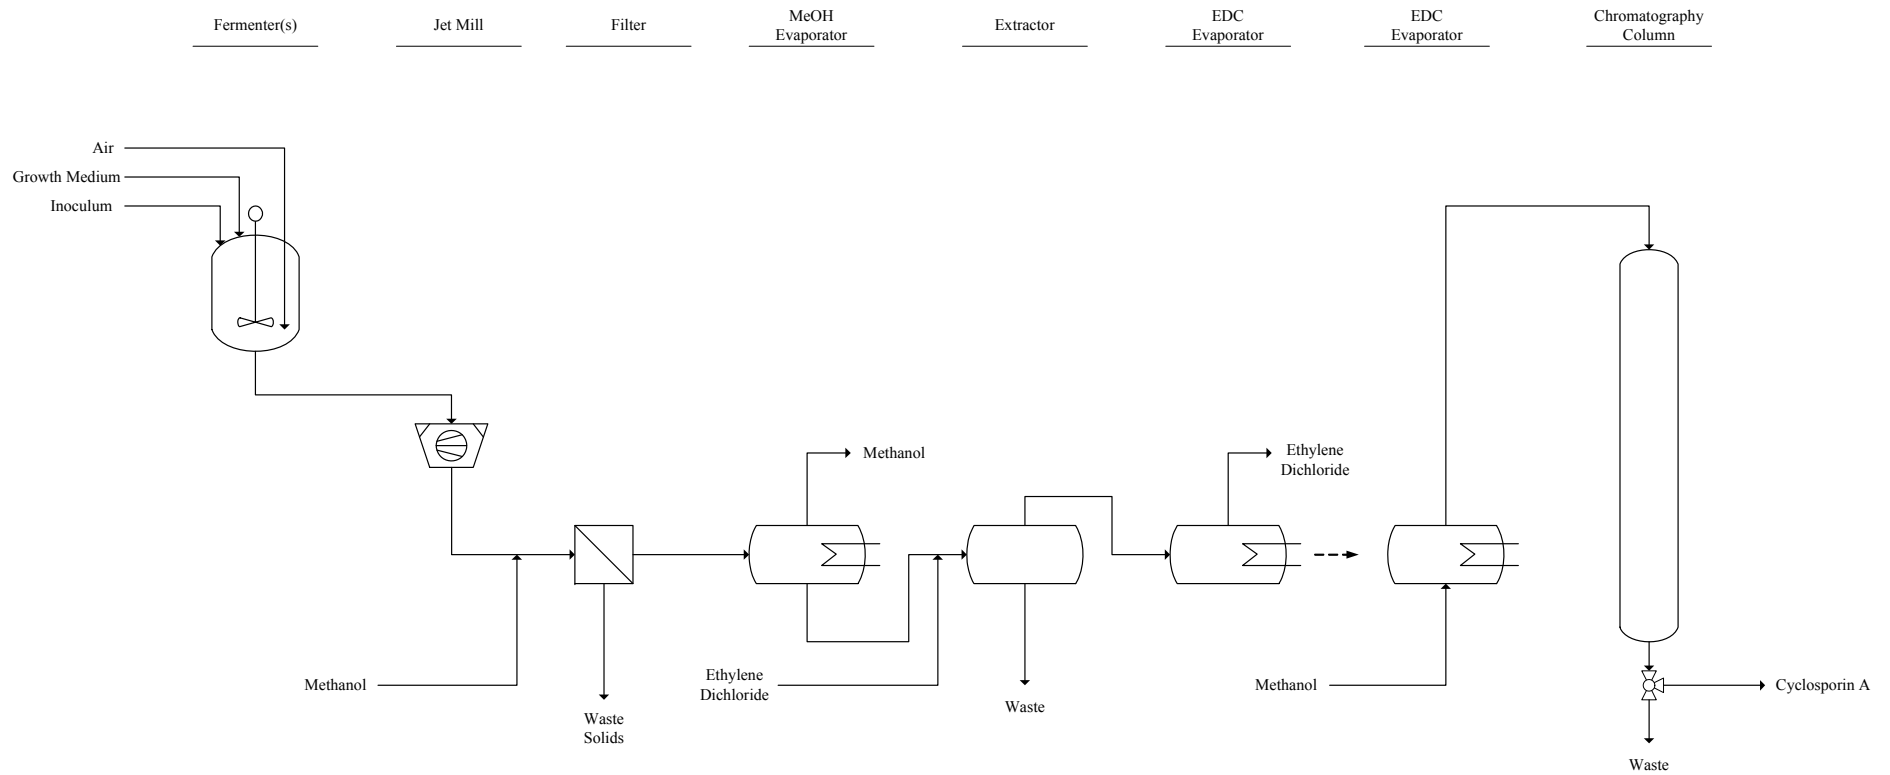 Fermenter(s)
Jet Mill
Filter
MeOH
Evaporator
Extractor
EDC
Evaporator
EDC
Evaporator
Chromatography
Column
Air
Growth Medium
Inoculum
Methanol
Ethylene
Dichloride
Methanol
Ethylene
Dichloride
Methanol
Cyclosporin A
Waste
Solids
Waste
Waste